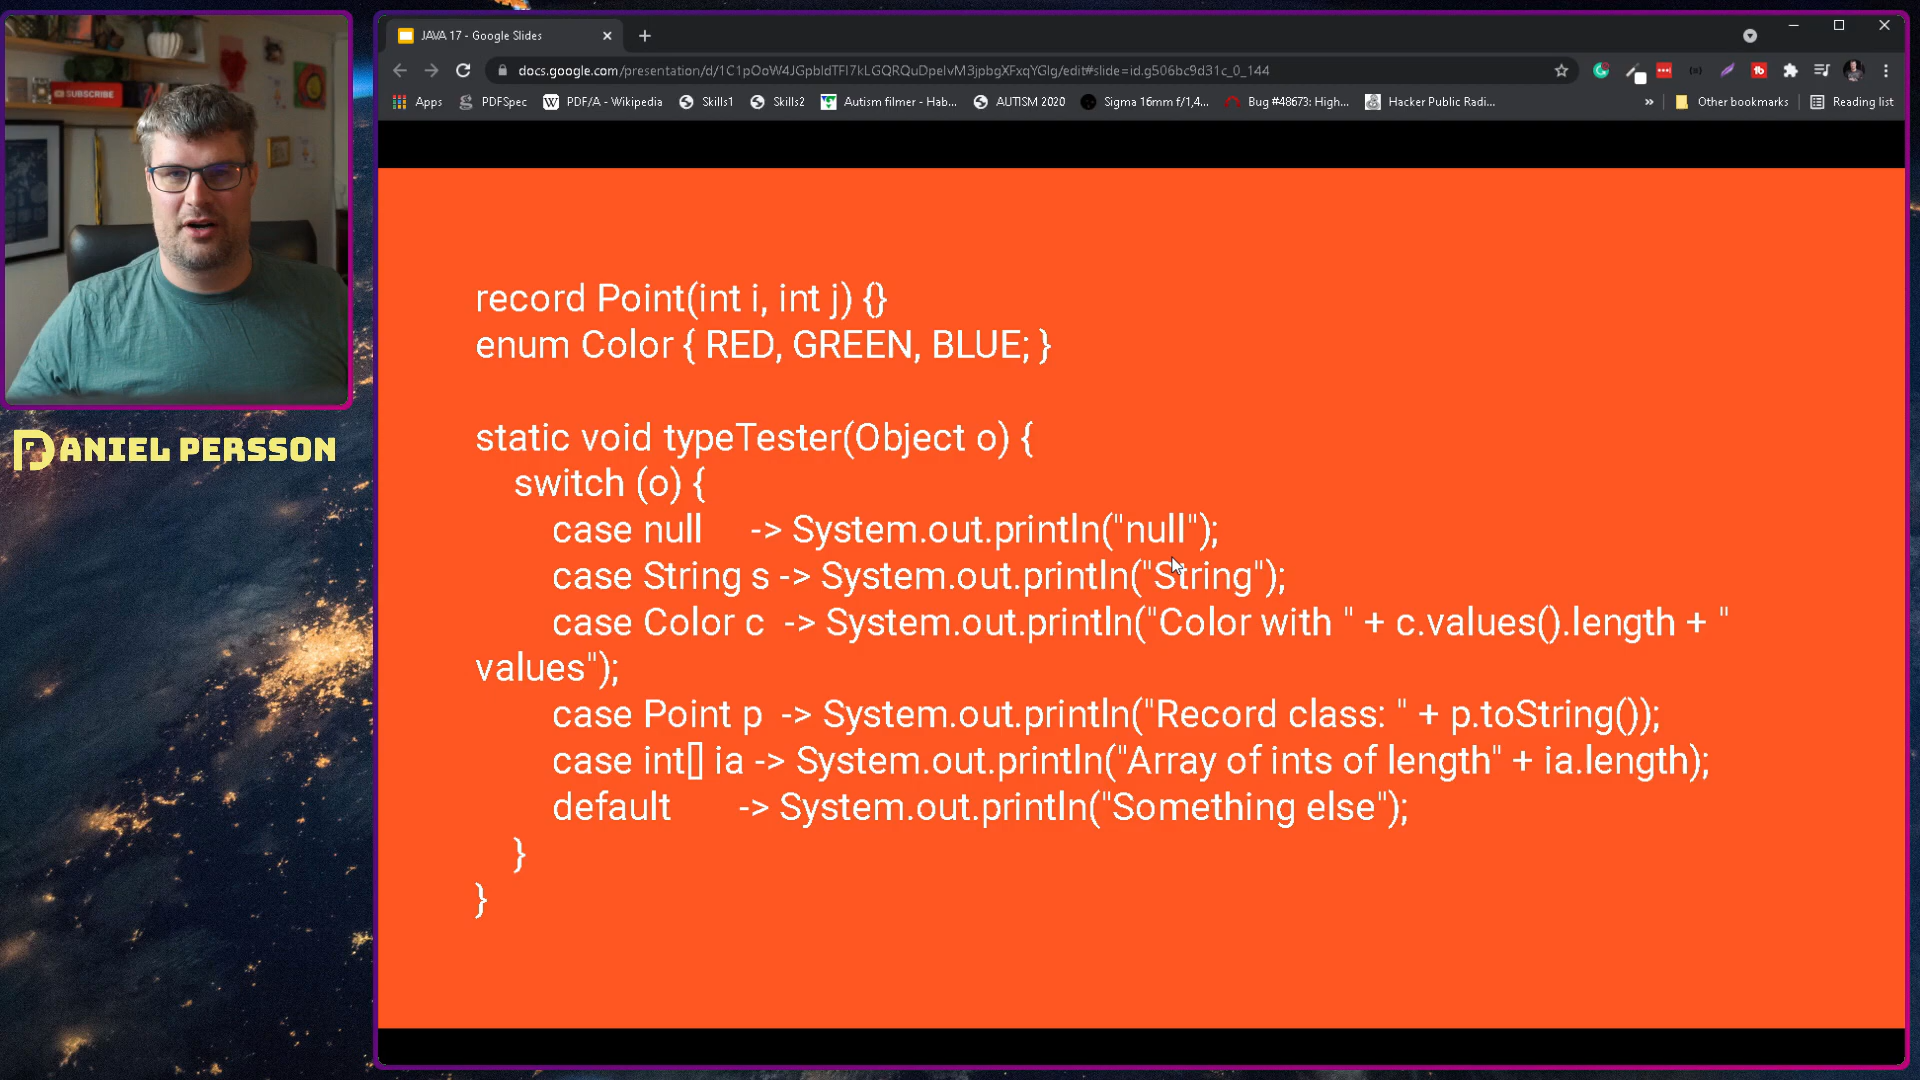 JAVA 17 - Google Slides
docs.google.com/presentation/d/1C1pOoW4JGpbldTFI7kLGQRQuDpelvM3jpbgXFxqYGlg/edit#slide=id.g506bc9d31c_0_144
Apps
PDFSpec
PDF/A - Wikipedia
Skills1
Skills2
Autism filmer - Hab...
AUTISM 2020
Sigma 16mm f/1,4...
Bug #48673: High...
Hacker Public Radi...
»
Other bookmarks
Reading list
SUBSCRIBE
DANIEL PERSSON
record Point(int i, int j) {}
enum Color { RED, GREEN, BLUE; }
static void typeTester(Object o) {
switch (o) {
case null -> System.out.println("null");
case String s -> System.out.println("String");
case Color c -> System.out.println("Color with " + c.values().length + "
values");
case Point p -> System.out.println("Record class: " + p.toString());
case int[] ia -> System.out.println("Array of ints of length" + ia.length);
default -> System.out.println("Something else");
}
}